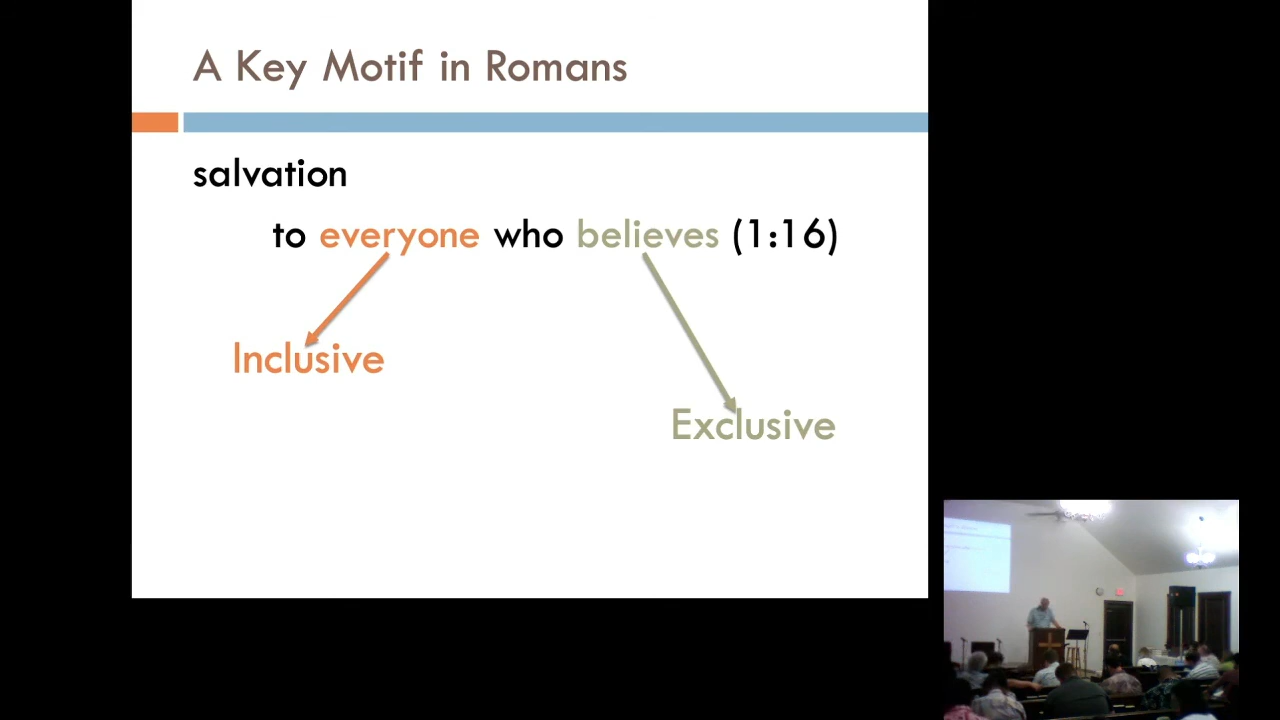 A Key Motif in Romans
salvation
to everyone who believes (1:16)
Inclusive
Exclusive